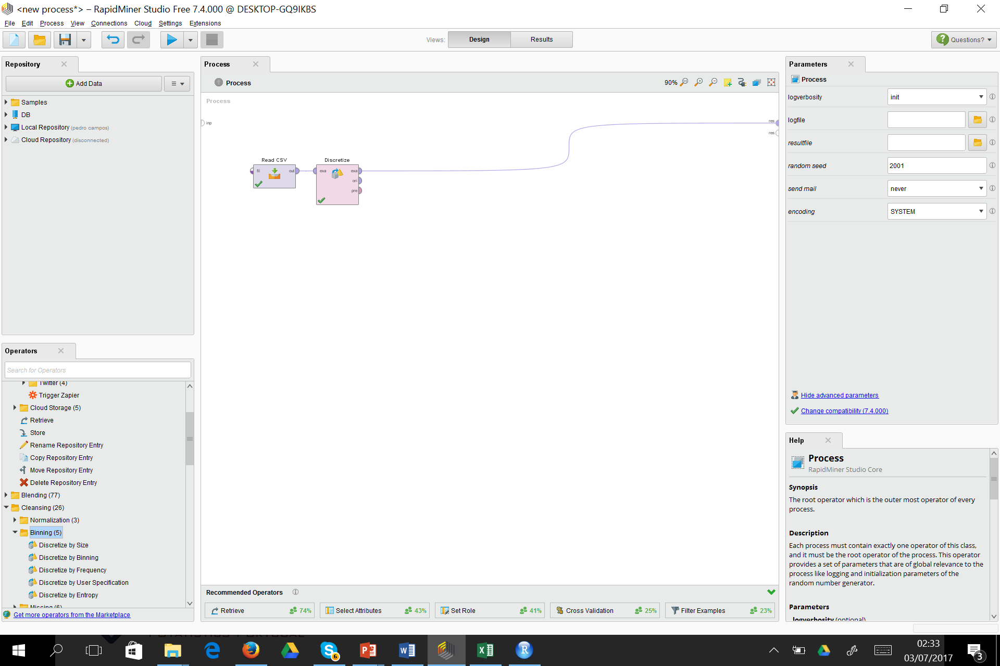 <new process*> – RapidMiner Studio Free 7.4.000 @ DESKTOP-GQ9IKBS
File Edit Process View Connections Cloud Settings Extensions
Views: Design Results
Questions?
Repository
Add Data
Samples
DB
Local Repository (pedro campos)
Cloud Repository (disconnected)
Operators
Search for Operators
Twitter (4)
Trigger Zapier
Cloud Storage (5)
Retrieve
Store
Rename Repository Entry
Copy Repository Entry
Move Repository Entry
Delete Repository Entry
Blending (77)
Cleansing (26)
Normalization (3)
Binning (5)
Discretize by Size
Discretize by Binning
Discretize by Frequency
Discretize by User Specification
Discretize by Entropy
Missing (6)
Get more operators from the Marketplace
Process
Process
90%
Process
inp
res
res
Read CSV
fil out
Discretize
exa exa
ori
pre
Recommended Operators
Retrieve 74%
Select Attributes 43%
Set Role 41%
Cross Validation 25%
Filter Examples 23%
Parameters
Process
logverbosity init
logfile
resultfile
random seed 2001
send mail never
encoding SYSTEM
Hide advanced parameters
Change compatibility (7.4.000)
Help
Process
RapidMiner Studio Core
Synopsis
The root operator which is the outer most operator of every
process.
Description
Each process must contain exactly one operator of this class,
and it must be the root operator of the process. This operator
provides a set of parameters that are of global relevance to the
process like logging and initialization parameters of the
random number generator.
Parameters
logverbosity (optional)
6
02:33
03/07/2017
3